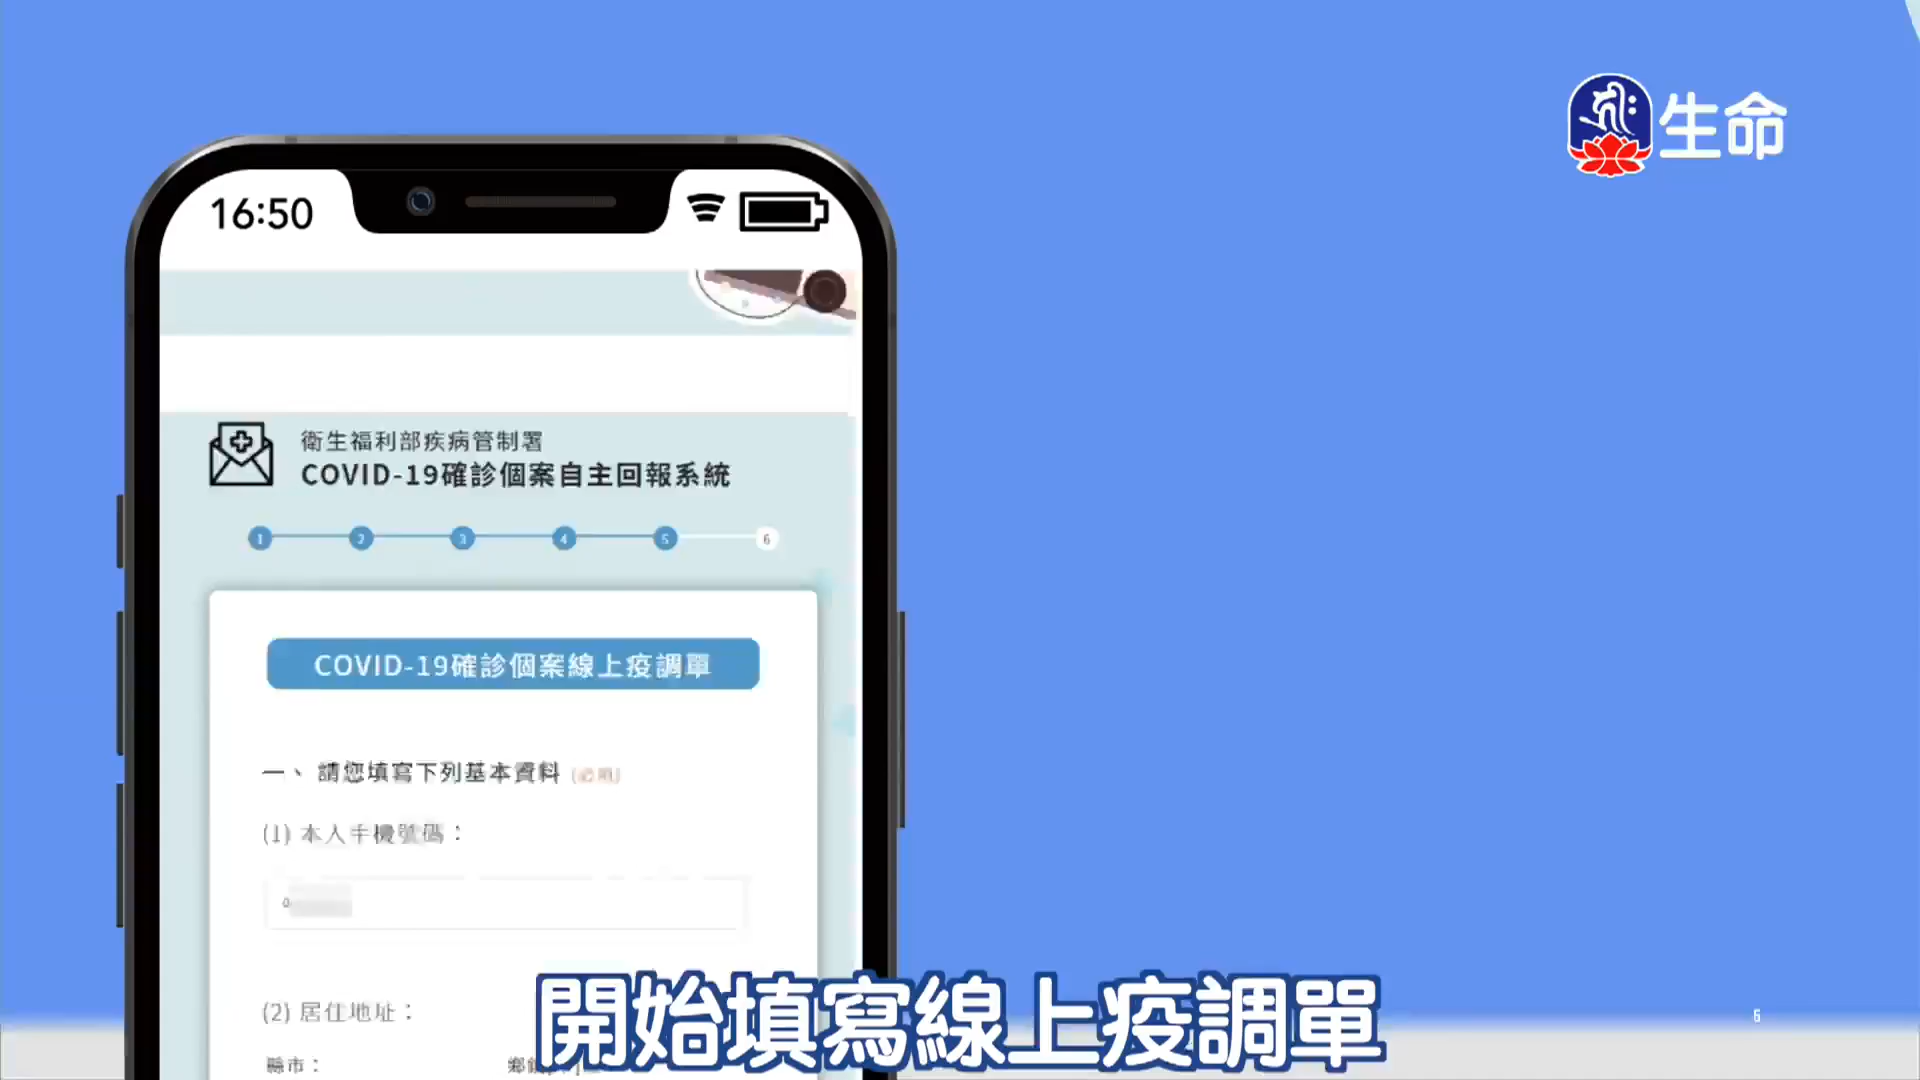 生命
16:50
衛生福利部疾病管制署
COVID-19確診個案自主回報系統
1 2 3 4 5 6
COVID-19確診個案線上疫調單
一、 請您填寫下列基本資料 (必填)
(1) 本人手機號碼：
(2) 居住地址：
縣市：
開始填寫線上疫調單
6